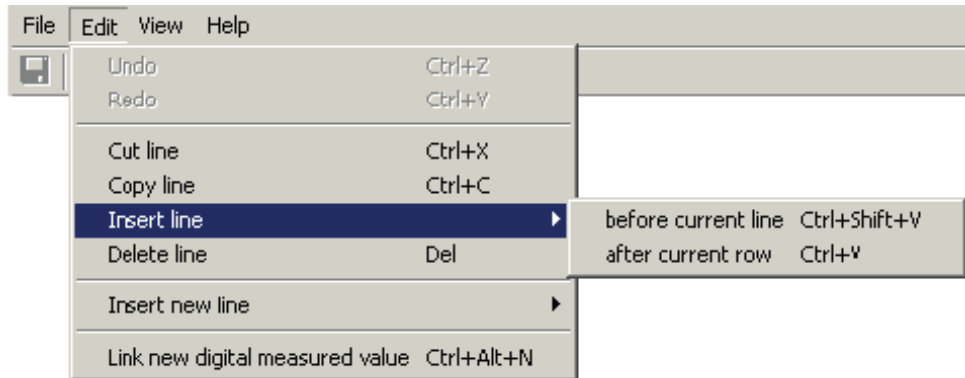 File Edit View Help
Undo Ctrl+Z
Redo Ctrl+Y
Cut line Ctrl+X
Copy line Ctrl+C
Insert line
before current line Ctrl+Shift+V
Delete line Del
after current row Ctrl+V
Insert new line
Link new digital measured value Ctrl+Alt+N